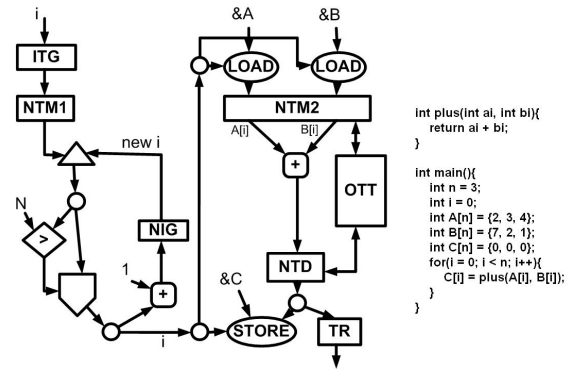 i
&A
&B
ITG
LOAD
LOAD
NTM1
NTM2
new i
A[i]
B[i]
+
OTT
N
>
NIG
NTD
1
+
&C
i
STORE
TR
int plus(int ai, int bi){
return ai + bi;
}
int main(){
int n = 3;
int i = 0;
int A[n] = {2, 3, 4};
int B[n] = {7, 2, 1};
int C[n] = {0, 0, 0};
for(i = 0; i < n; i++){
C[i] = plus(A[i], B[i]);
}
}